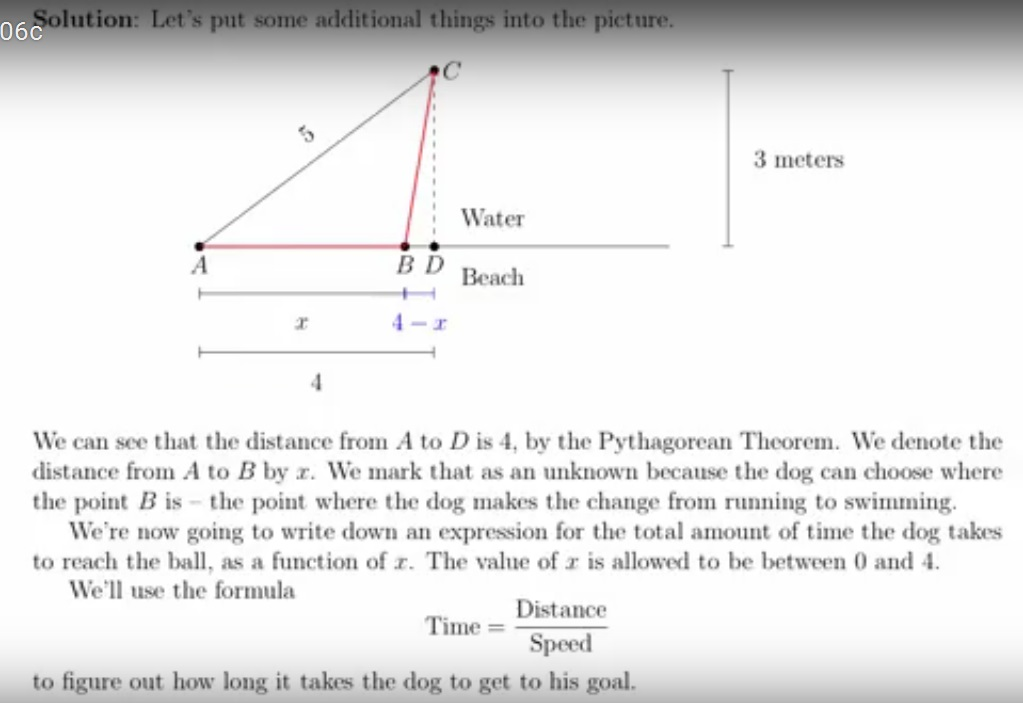 Solution: Let's put some additional things into the picture.
06c
C
5
3 meters
Water
A
B D
Beach
x
4 − x
4
We can see that the distance from A to D is 4, by the Pythagorean Theorem. We denote the
distance from A to B by x. We mark that as an unknown because the dog can choose where
the point B is – the point where the dog makes the change from running to swimming.
We're now going to write down an expression for the total amount of time the dog takes
to reach the ball, as a function of x. The value of x is allowed to be between 0 and 4.
We'll use the formula
Time = Distance / Speed
to figure out how long it takes the dog to get to his goal.